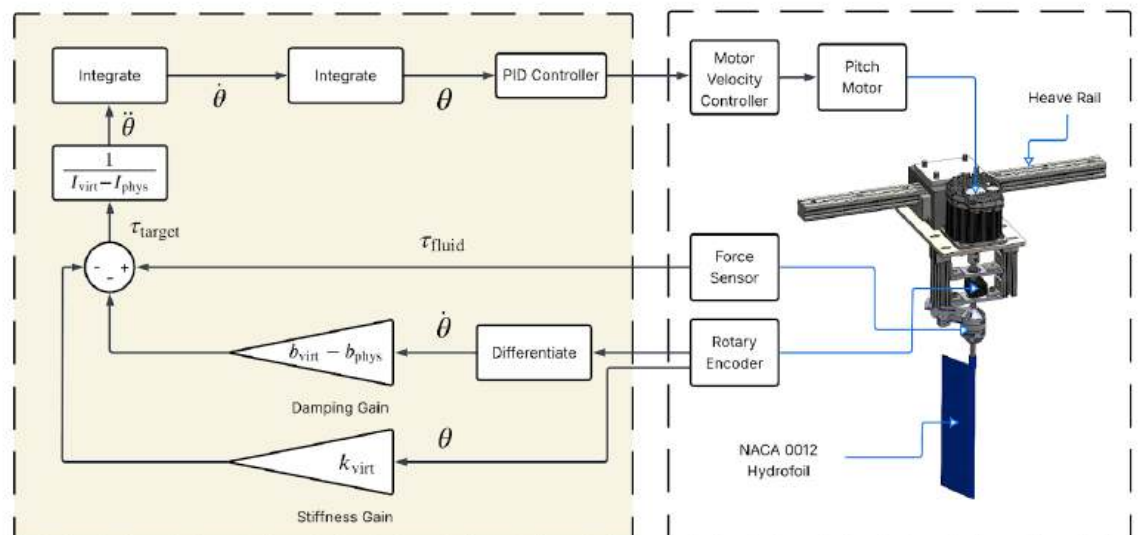 Integrate
θ̇
Integrate
θ
PID Controller
Motor
Velocity
Controller
Pitch
Motor
Heave Rail
θ̈
1
I_virt − I_phys
τ_target
- - +
τ_fluid
Force
Sensor
b_virt − b_phys
θ̇
Differentiate
Rotary
Encoder
Damping Gain
k_virt
θ
Stiffness Gain
NACA 0012
Hydrofoil